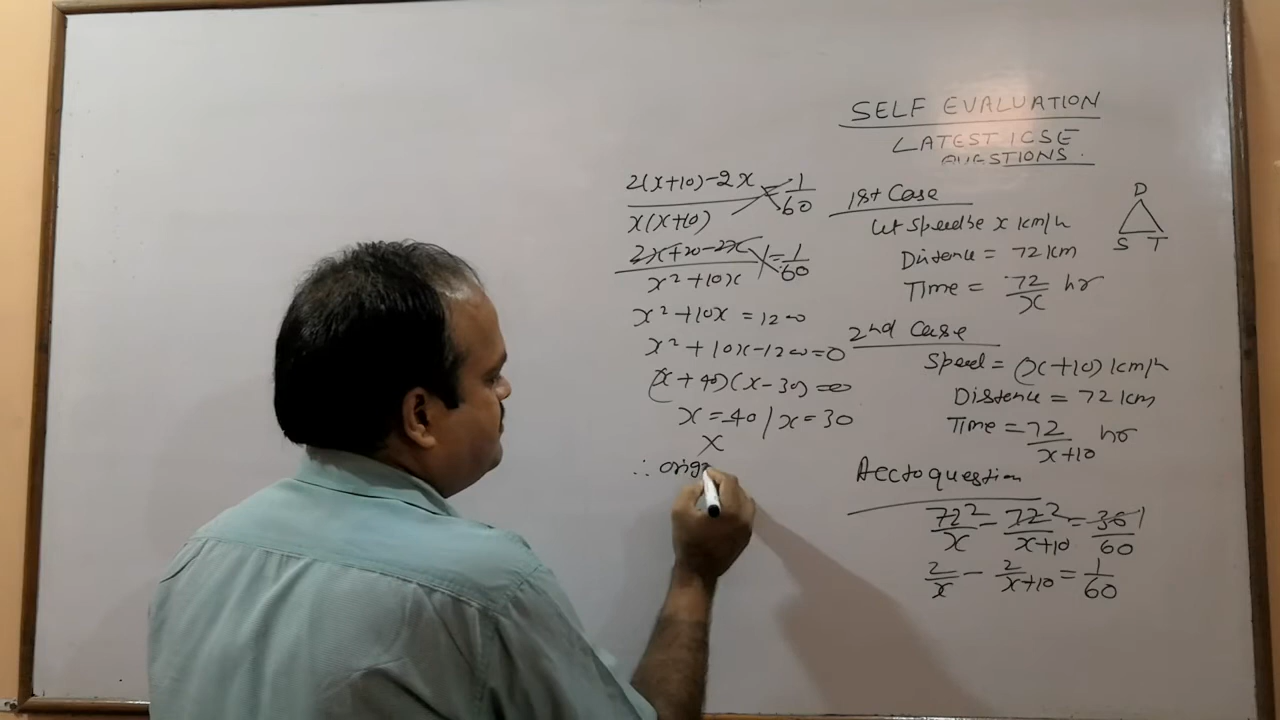 SELF EVALUATION
LATEST ICSE
QUESTIONS.
1st Case
D
S T
Let speed be x km/h
Distance = 72 km
Time = 72/x hr
2nd Case
Speed = (x+10) km/h
Distance = 72 km
Time = 72/x+10 hr
Acc to question
72 2/x - 72 2/x+10 = 36 1/60
2/x - 2/x+10 = 1/60
2(x+10)-2x/x(x+10) = 1/60
2x+20-2x/x²+10x = 1/60
x²+10x = 1200
x²+10x-1200=0
(x+40)(x-30)=0
x=-40/x=30
X
∴ orig